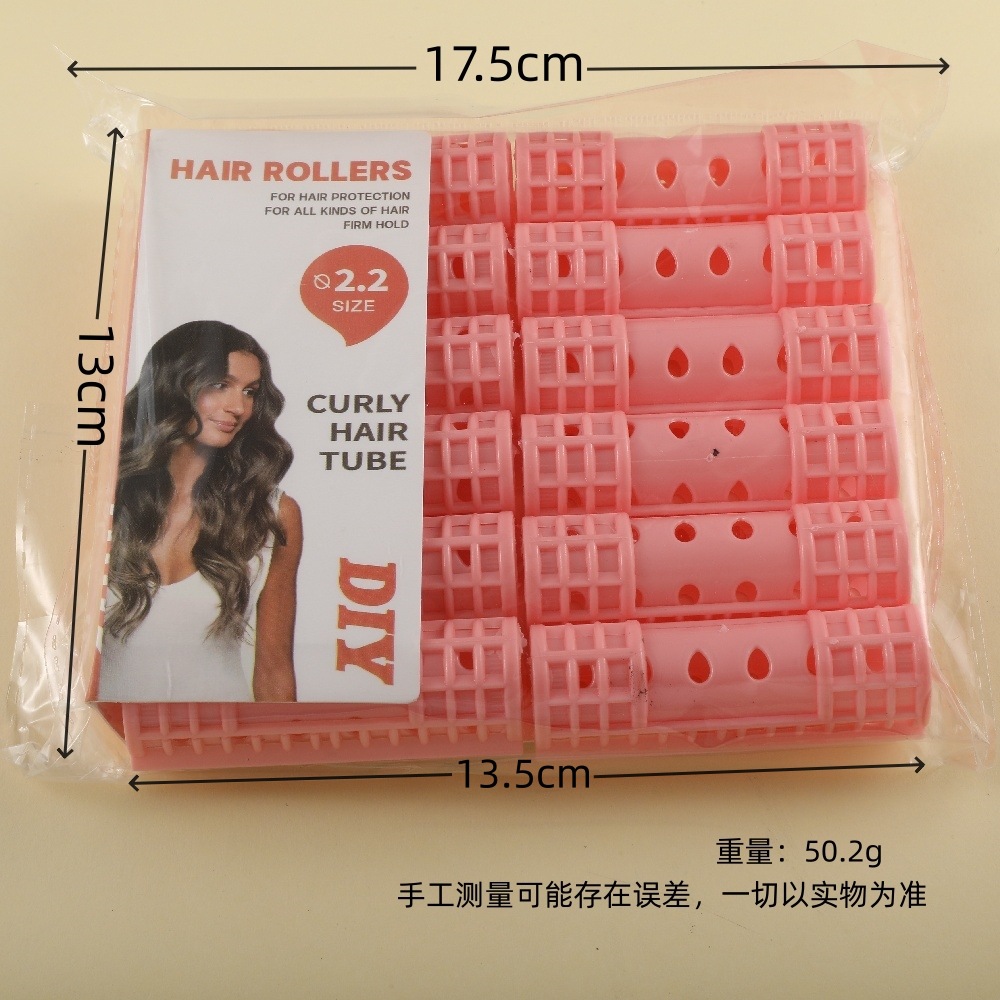 17.5cm
13cm
HAIR ROLLERS
FOR HAIR PROTECTION
FOR ALL KINDS OF HAIR
FIRM HOLD
⌀2.2
SIZE
CURLY
HAIR
TUBE
DIY
13.5cm
重量：50.2g
手工测量可能存在误差，一切以实物为准